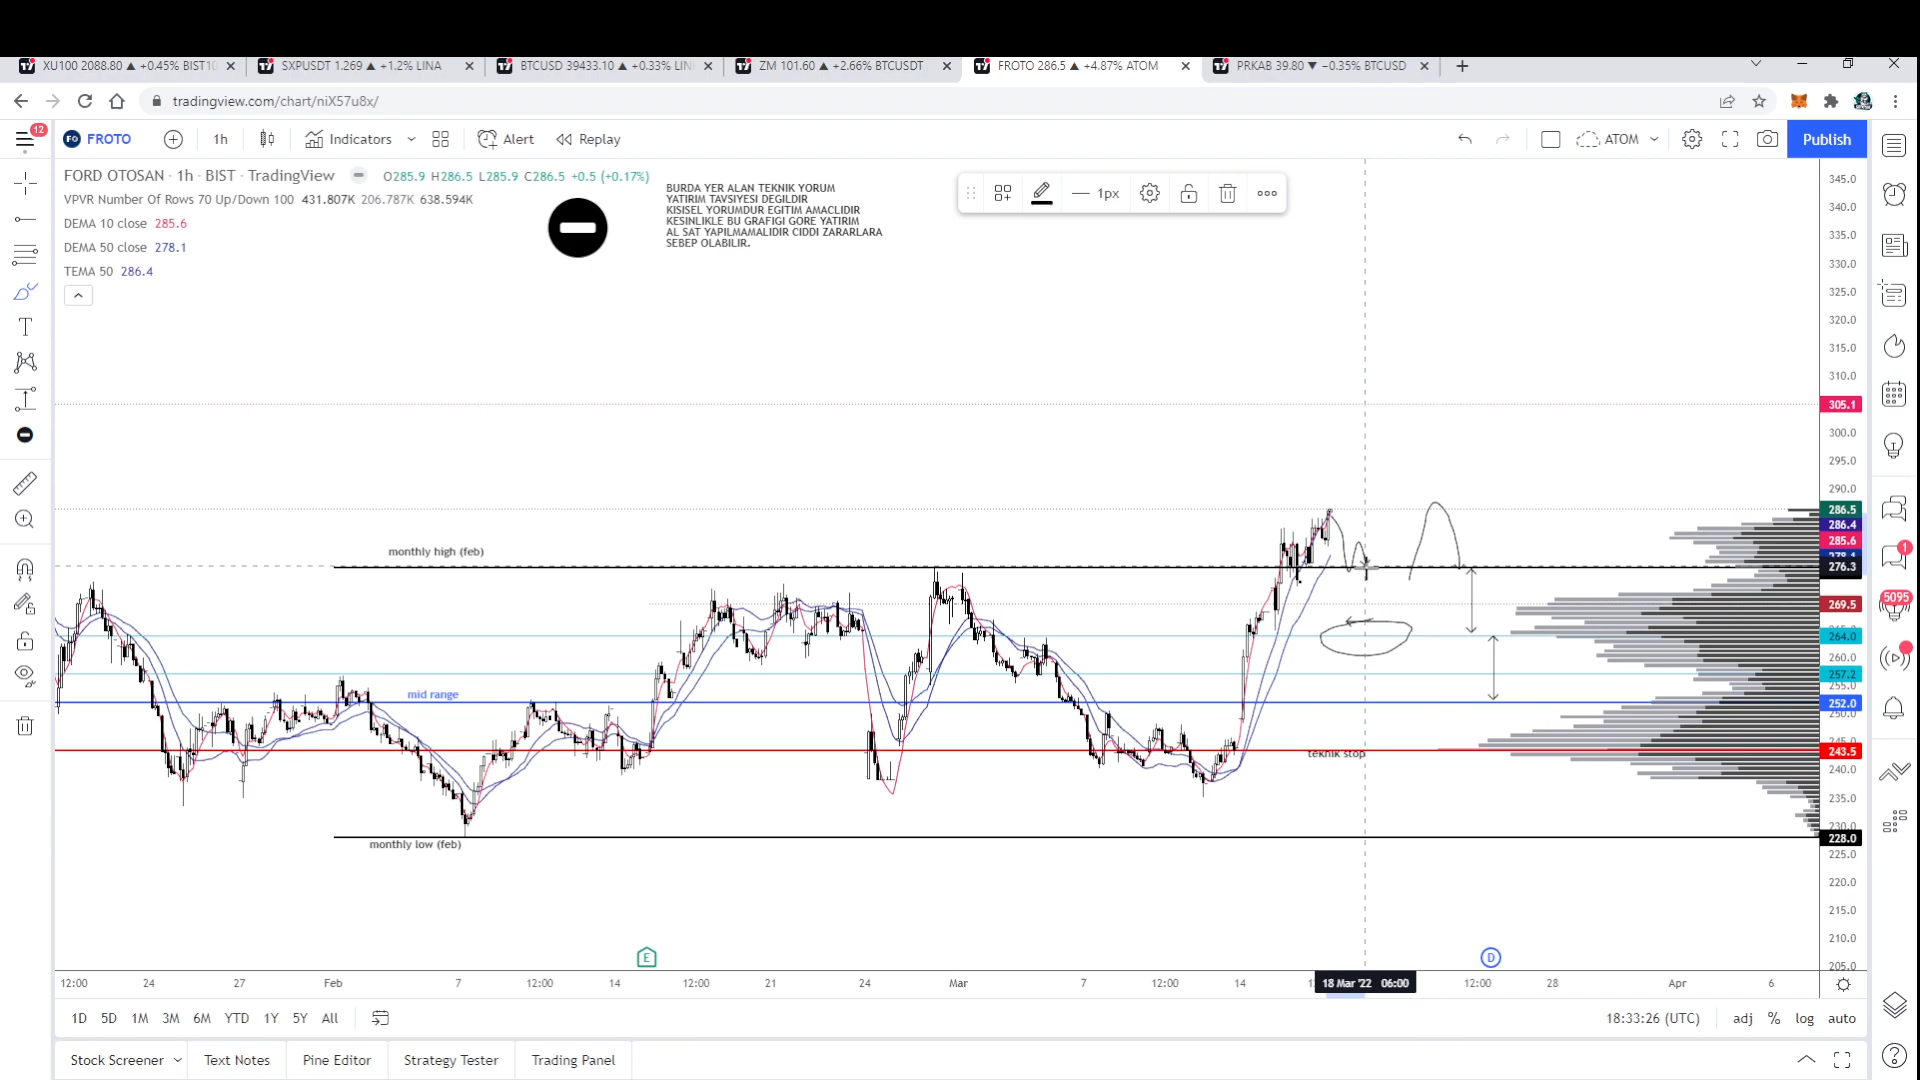 XU100 2088.80 ▲ +0.45% BIST10
SXPUSDT 1.269 ▲ +1.2% LINA
BTCUSD 39433.10 ▲ +0.33% LIN
ZM 101.60 ▲ +2.66% BTCUSDT
FROTO 286.5 ▲ +4.87% ATOM
PRKAB 39.80 ▼ −0.35% BTCUSD
tradingview.com/chart/niX57u8x/
12
FROTO
1h
Indicators
Alert
Replay
ATOM
Publish
FORD OTOSAN · 1h · BIST · TradingView
O285.9 H286.5 L285.9 C286.5 +0.5 (+0.17%)
VPVR Number Of Rows 70 Up/Down 100 431.807K 206.787K 638.594K
DEMA 10 close 285.6
DEMA 50 close 278.1
TEMA 50 286.4
BURDA YER ALAN TEKNIK YORUM
YATIRIM TAVSIYESI DEGILDIR
KISISEL YORUMDUR EGITIM AMACLIDIR
KESINLIKLE BU GRAFIGI GORE YATIRIM
AL SAT YAPILMAMALIDIR CIDDI ZARARLARA
SEBEP OLABILIR.
1px
345.0
340.0
335.0
330.0
325.0
320.0
315.0
310.0
305.1
300.0
295.0
290.0
286.5
286.4
285.6
278.1
276.3
269.5
264.0
260.0
257.2
255.0
252.0
250.0
243.5
240.0
235.0
230.0
228.0
225.0
220.0
215.0
210.0
205.0
monthly high (feb)
mid range
teknik stop
monthly low (feb)
1
5095
E
D
12:00
24
27
Feb
7
12:00
14
12:00
21
24
Mar
7
12:00
14
18 Mar '22 06:00
12:00
28
Apr
6
1D
5D
1M
3M
6M
YTD
1Y
5Y
All
18:33:26 (UTC)
adj
%
log
auto
Stock Screener
Text Notes
Pine Editor
Strategy Tester
Trading Panel